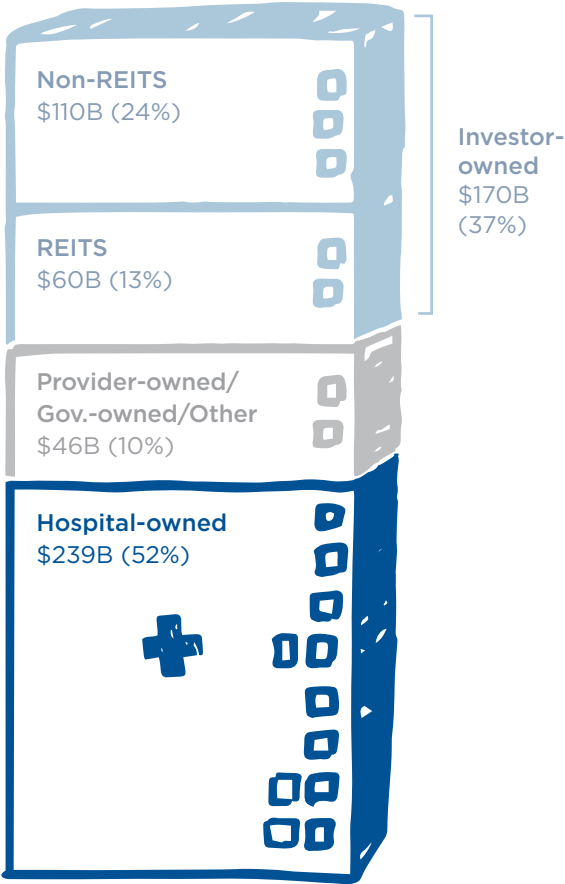 Non-REITS
$110B (24%)
Investor-
owned
$170B
(37%)
REITS
$60B (13%)
Provider-owned/
Gov.-owned/Other
$46B (10%)
Hospital-owned
$239B (52%)